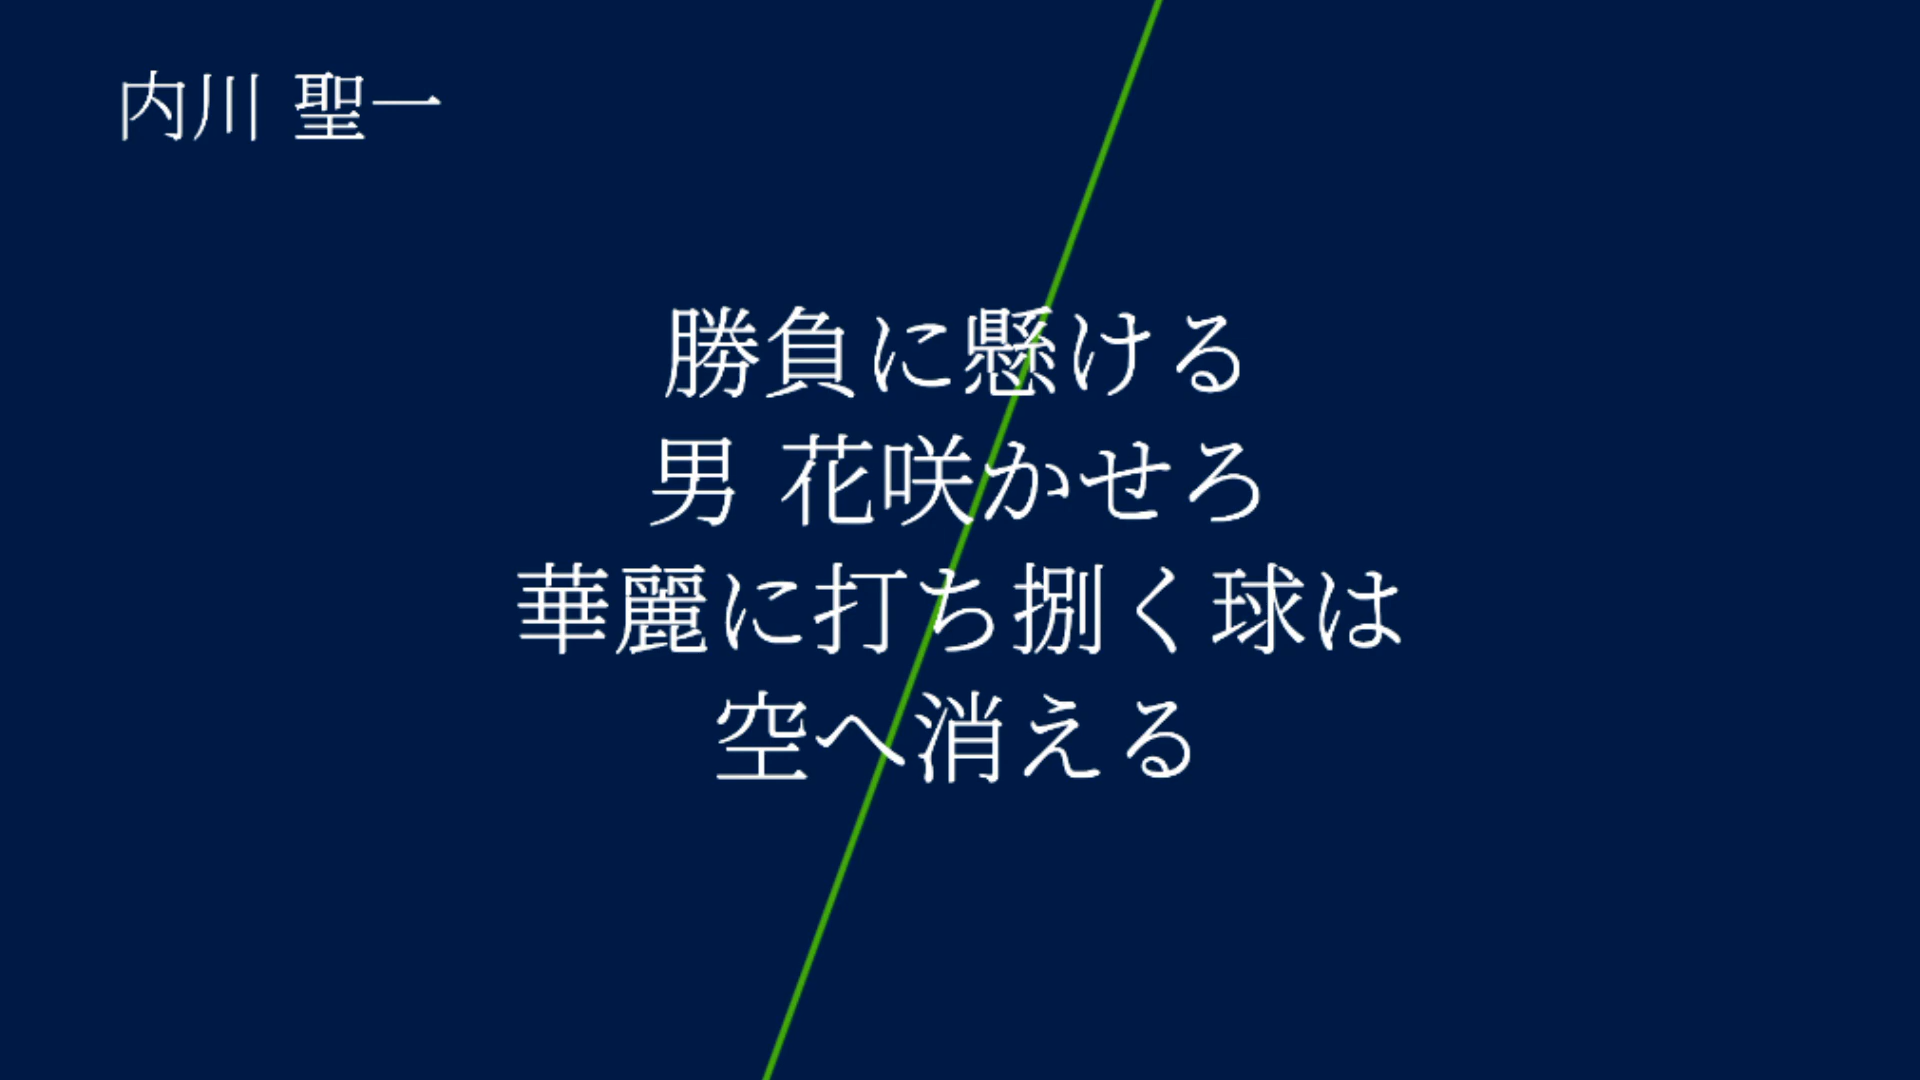 内川 聖一
勝負に懸ける
男 花咲かせろ
華麗に打ち捌く球は
空へ消える